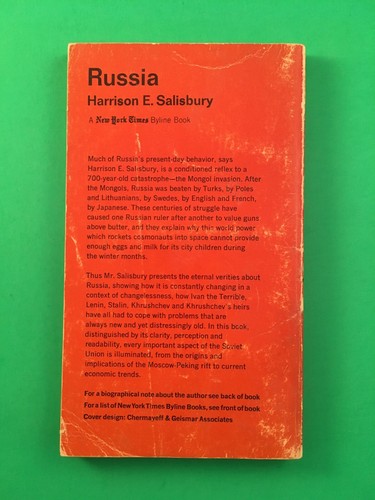 Russia
Harrison E. Salisbury
A New York Times Byline Book
Much of Russia's present-day behavior, says
Harrison E. Salisbury, is a conditioned reflex to a
700-year-old catastrophe—the Mongol invasion. After
the Mongols, Russia was beaten by Turks, by Poles
and Lithuanians, by Swedes, by English and French,
by Japanese. These centuries of struggle have
caused one Russian ruler after another to value guns
above butter, and they explain why this world power
which rockets cosmonauts into space cannot provide
enough eggs and milk for its city children during
the winter months.
Thus Mr. Salisbury presents the eternal verities about
Russia, showing how it is constantly changing in a
context of changelessness, how Ivan the Terrible,
Lenin, Stalin, Khrushchev and Khrushchev's heirs
have all had to cope with problems that are
always new and yet distressingly old. In this book,
distinguished by its clarity, perception and
readability, every important aspect of the Soviet
Union is illuminated, from the origins and
implications of the Moscow-Peking rift to current
economic trends.
For a biographical note about the author see back of book
For a list of New York Times Byline Books, see front of book
Cover design: Chermayeff & Geismar Associates